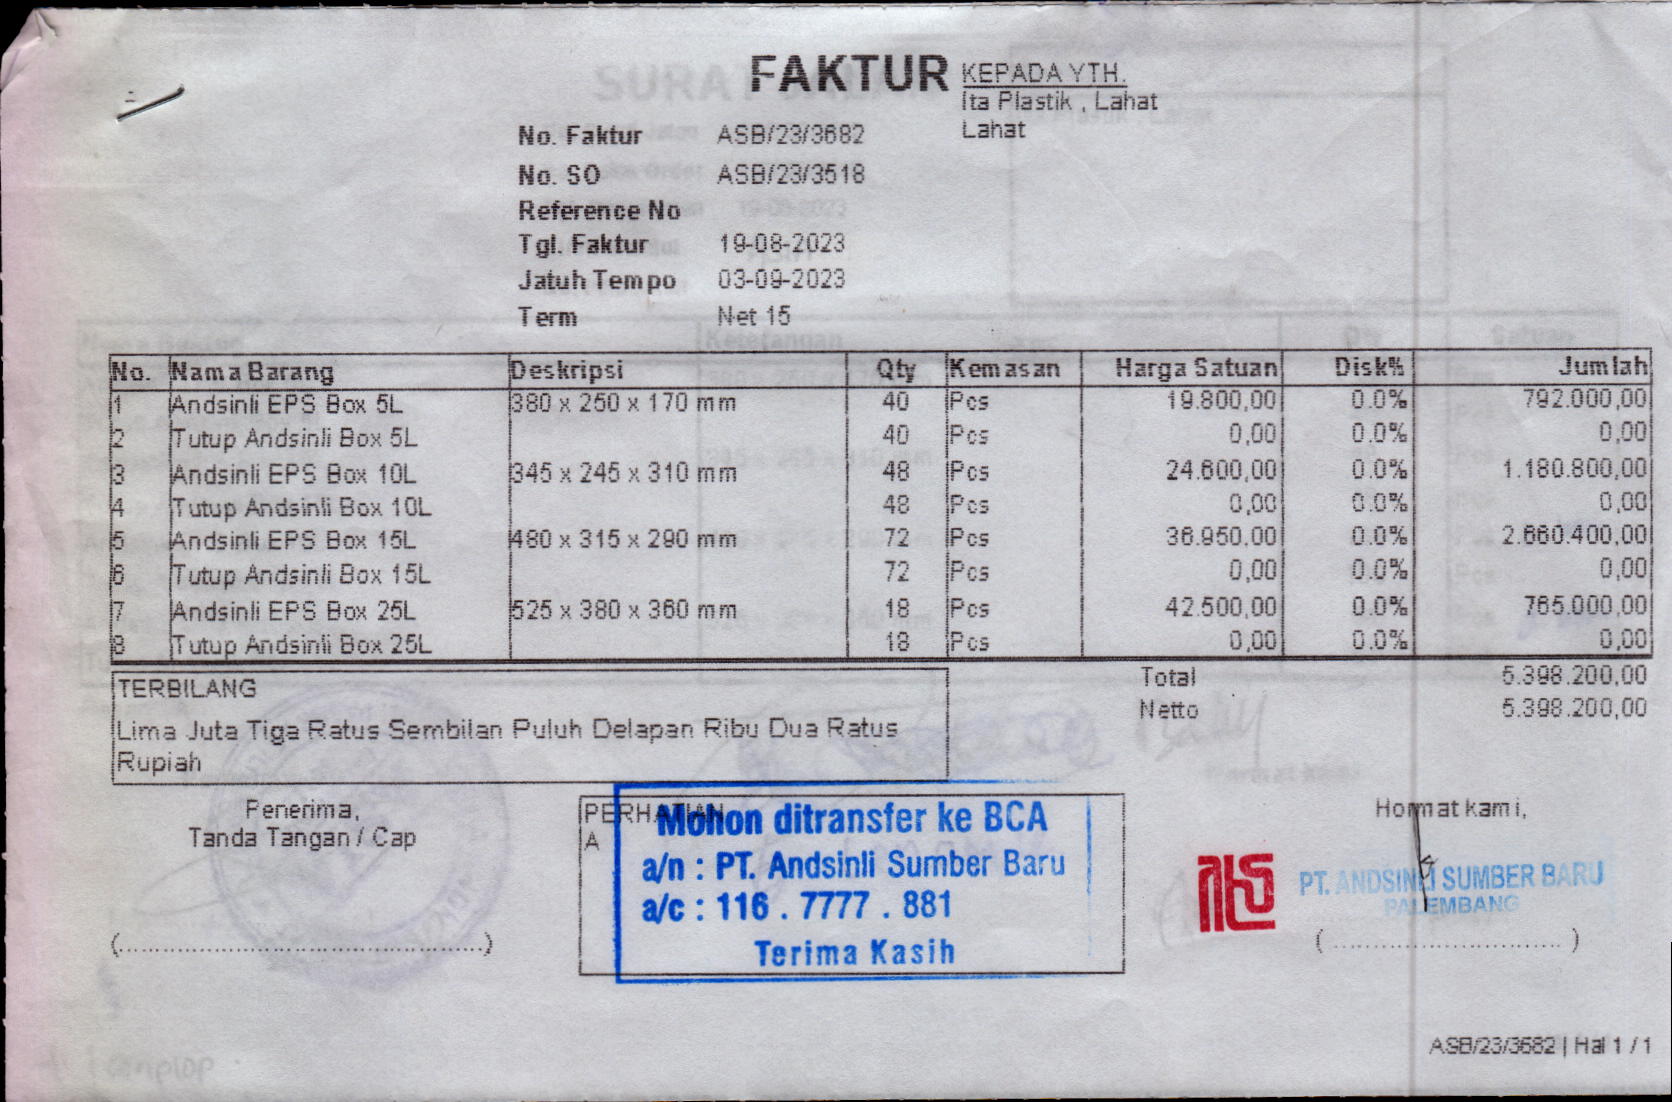 FAKTUR
KEPADA YTH.
Ita Plastik , Lahat
Lahat
No. Faktur ASB/23/3682
No. SO ASB/23/3518
Reference No
Tgl. Faktur 19-08-2023
Jatuh Tempo 03-09-2023
Term Net 15
No. Nama Barang Deskripsi Qty Kemasan Harga Satuan Disk% Jumlah
1 Andsinli EPS Box 5L 380 x 250 x 170 mm 40 Pcs 19.800,00 0.0% 792.000,00
2 Tutup Andsinli Box 5L 40 Pcs 0,00 0.0% 0,00
3 Andsinli EPS Box 10L 345 x 245 x 310 mm 48 Pcs 24.600,00 0.0% 1.180.800,00
4 Tutup Andsinli Box 10L 48 Pcs 0,00 0.0% 0,00
5 Andsinli EPS Box 15L 480 x 315 x 290 mm 72 Pcs 36.950,00 0.0% 2.660.400,00
6 Tutup Andsinli Box 15L 72 Pcs 0,00 0.0% 0,00
7 Andsinli EPS Box 25L 525 x 380 x 360 mm 18 Pcs 42.500,00 0.0% 765.000,00
8 Tutup Andsinli Box 25L 18 Pcs 0,00 0.0% 0,00
Total 5.398.200,00
Netto 5.398.200,00
TERBILANG
Lima Juta Tiga Ratus Sembilan Puluh Delapan Ribu Dua Ratus
Rupiah
Penerima,
Tanda Tangan / Cap
PERHATIAN
A
Mohon ditransfer ke BCA
a/n : PT. Andsinli Sumber Baru
a/c : 116 . 7777 . 881
Terima Kasih
Hormat kami,
PT. ANDSINLI SUMBER BARU
PALEMBANG
ASB/23/3682 | Hal 1 / 1